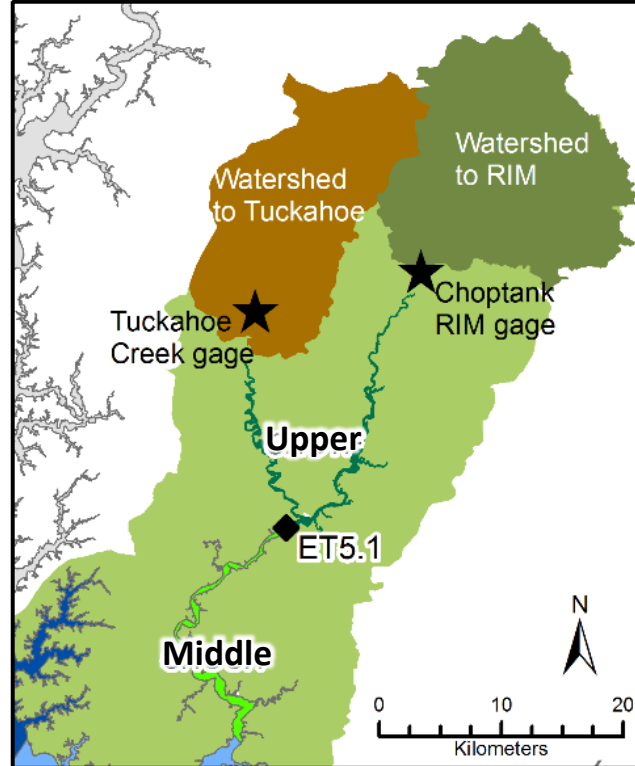 Watershed
to RIM
Watershed
to Tuckahoe
Choptank
RIM gage
Tuckahoe
Creek gage
Upper
ET5.1
Middle
N
0 10 20
Kilometers